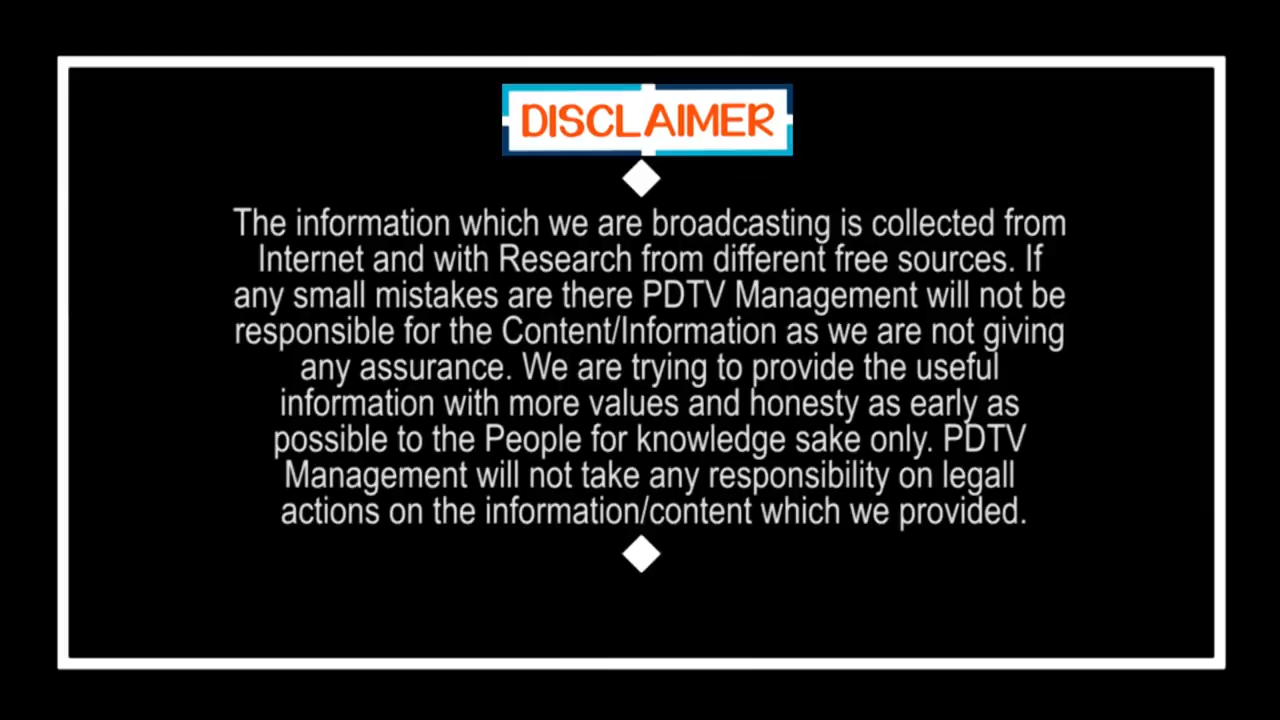 DISCLAIMER
The information which we are broadcasting is collected from
Internet and with Research from different free sources. If
any small mistakes are there PDTV Management will not be
responsible for the Content/Information as we are not giving
any assurance. We are trying to provide the useful
information with more values and honesty as early as
possible to the People for knowledge sake only. PDTV
Management will not take any responsibility on legall
actions on the information/content which we provided.